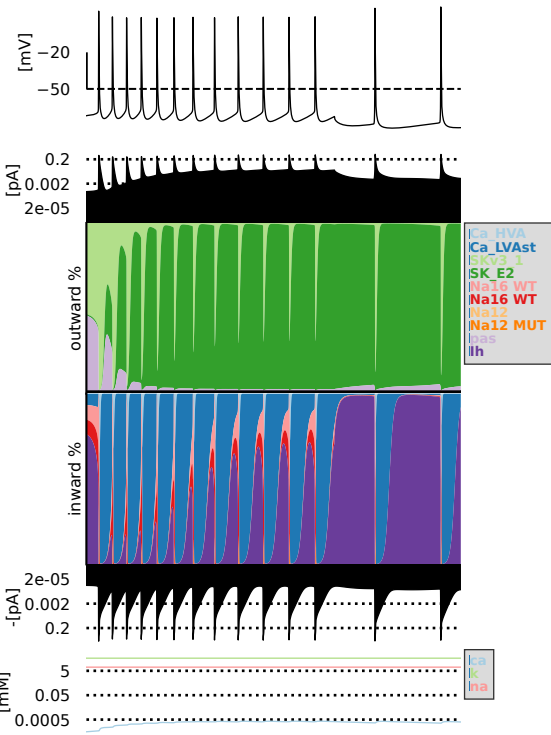 [mV]
−20
−50
[pA]
0.2
0.002
2e-05
outward %
Ca_HVA
Ca_LVAst
SKv3_1
SK_E2
Na16 WT
Na16 WT
Na12
Na12 MUT
pas
Ih
inward %
2e-05
0.002
0.2
-[pA]
[mM]
5
0.05
0.0005
ca
k
na